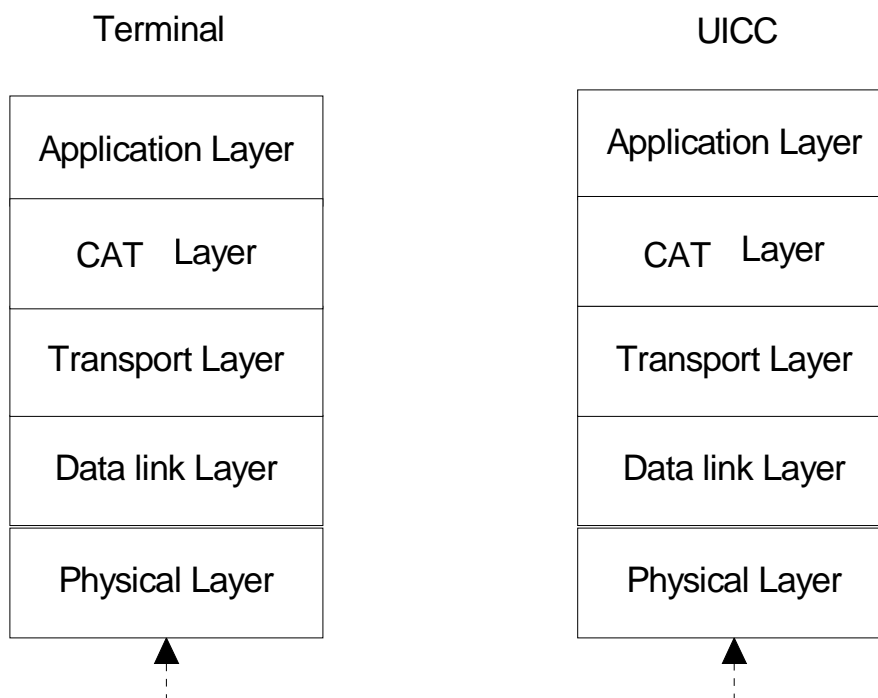 Terminal
UICC
Application Layer
CAT Layer
Transport Layer
Data link Layer
Physical Layer
Application Layer
CAT Layer
Transport Layer
Data link Layer
Physical Layer